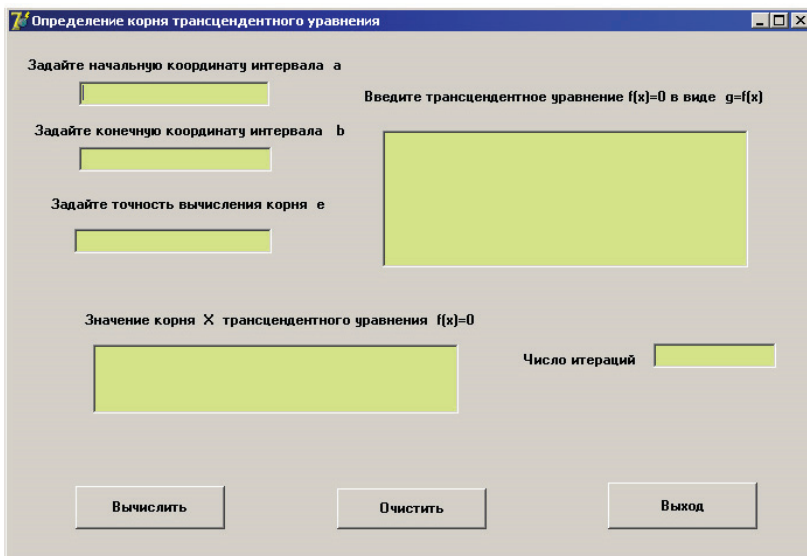 Определение корня трансцендентного уравнения
Задайте начальную координату интервала a
Введите трансцендентное уравнение f(x)=0 в виде g=f(x)
Задайте конечную координату интервала b
Задайте точность вычисления корня e
Значение корня X трансцендентного уравнения f(x)=0
Число итераций
Вычислить
Очистить
Выход